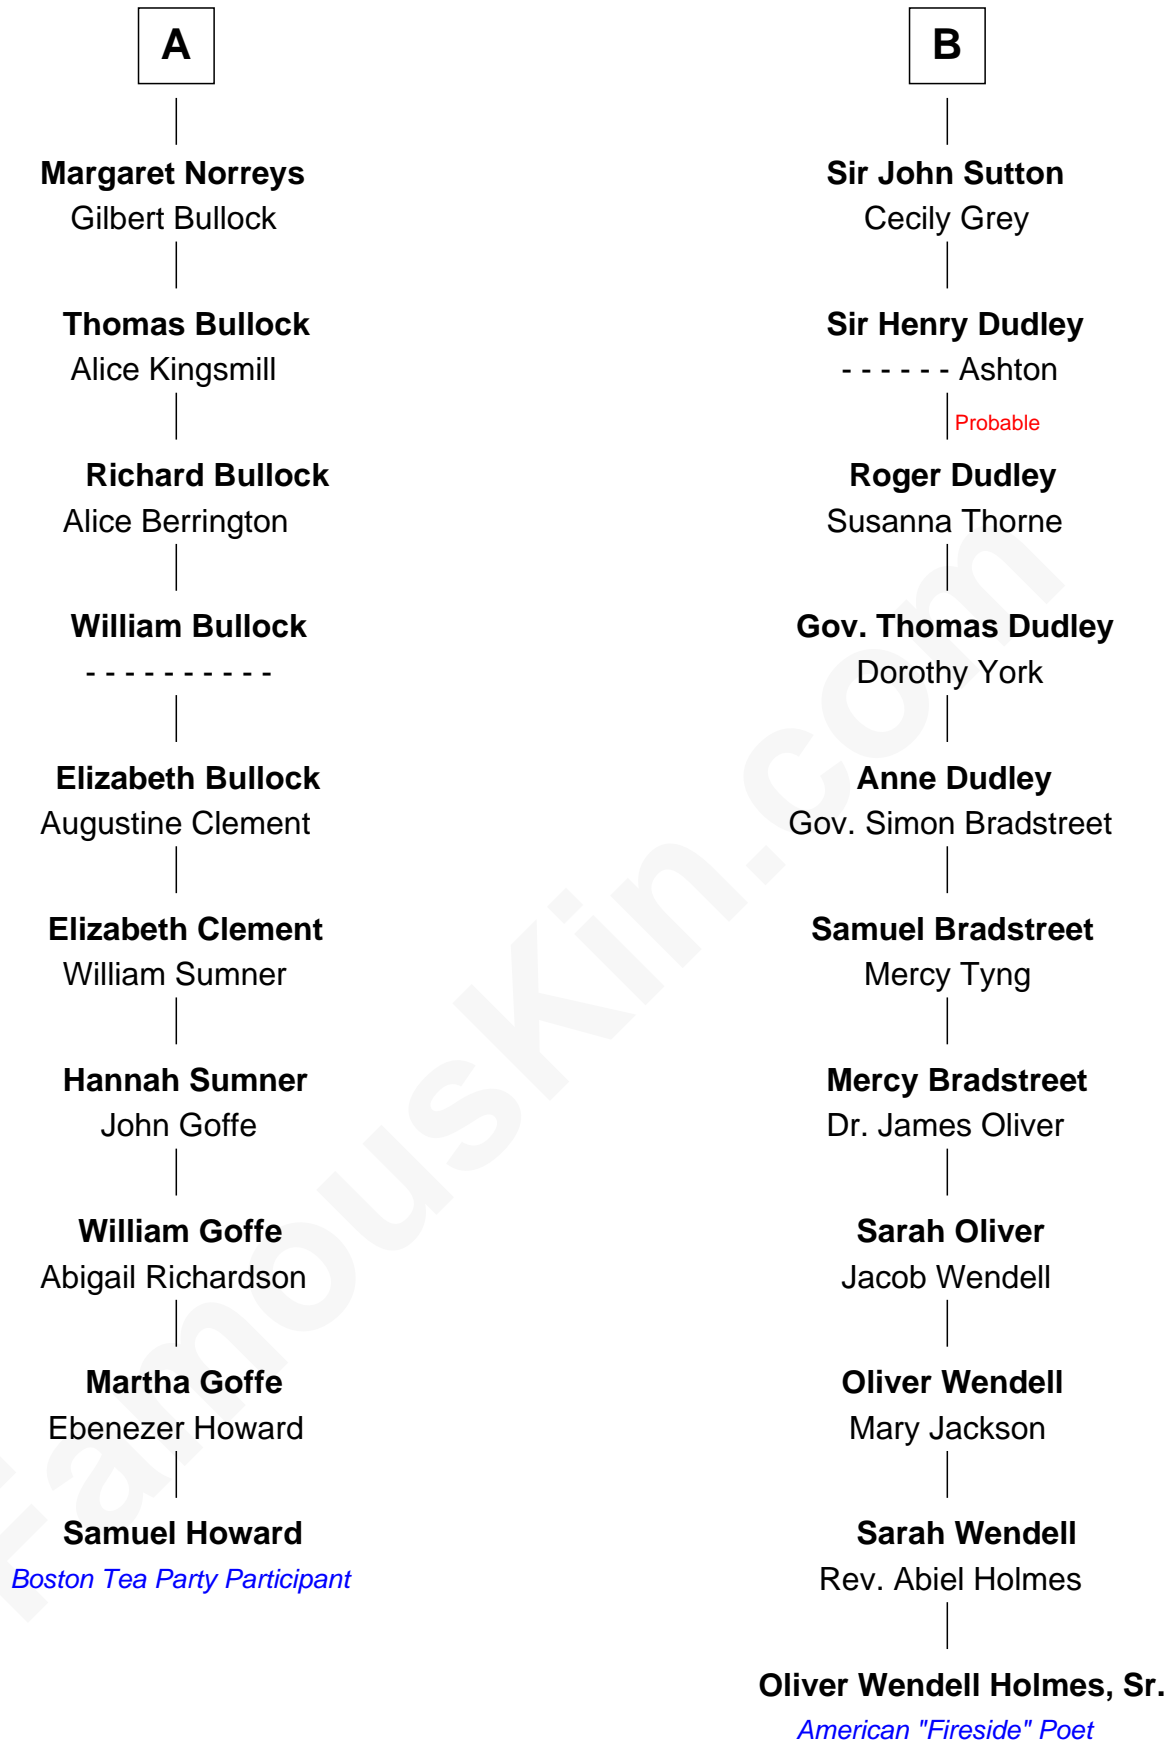 A
Margaret Norreys
Gilbert Bullock
Thomas Bullock
Alice Kingsmill
Richard Bullock
Alice Berrington
William Bullock
- - - - - - - - - -
Elizabeth Bullock
Augustine Clement
Elizabeth Clement
William Sumner
Hannah Sumner
John Goffe
William Goffe
Abigail Richardson
Martha Goffe
Ebenezer Howard
Samuel Howard
Boston Tea Party Participant
B
Sir John Sutton
Cecily Grey
Sir Henry Dudley
- - - - - - Ashton
Probable
Roger Dudley
Susanna Thorne
Gov. Thomas Dudley
Dorothy York
Anne Dudley
Gov. Simon Bradstreet
Samuel Bradstreet
Mercy Tyng
Mercy Bradstreet
Dr. James Oliver
Sarah Oliver
Jacob Wendell
Oliver Wendell
Mary Jackson
Sarah Wendell
Rev. Abiel Holmes
Oliver Wendell Holmes, Sr.
American "Fireside" Poet
FamousKin.com